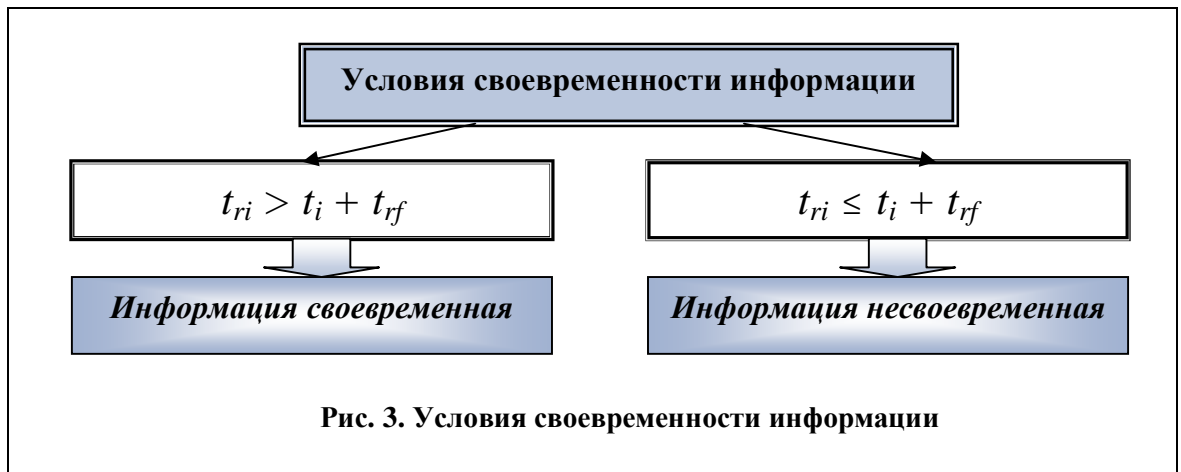 Условия своевременности информации
t_ri > t_i + t_rf
t_ri ≤ t_i + t_rf
Информация своевременная
Информация несвоевременная
Рис. 3. Условия своевременности информации